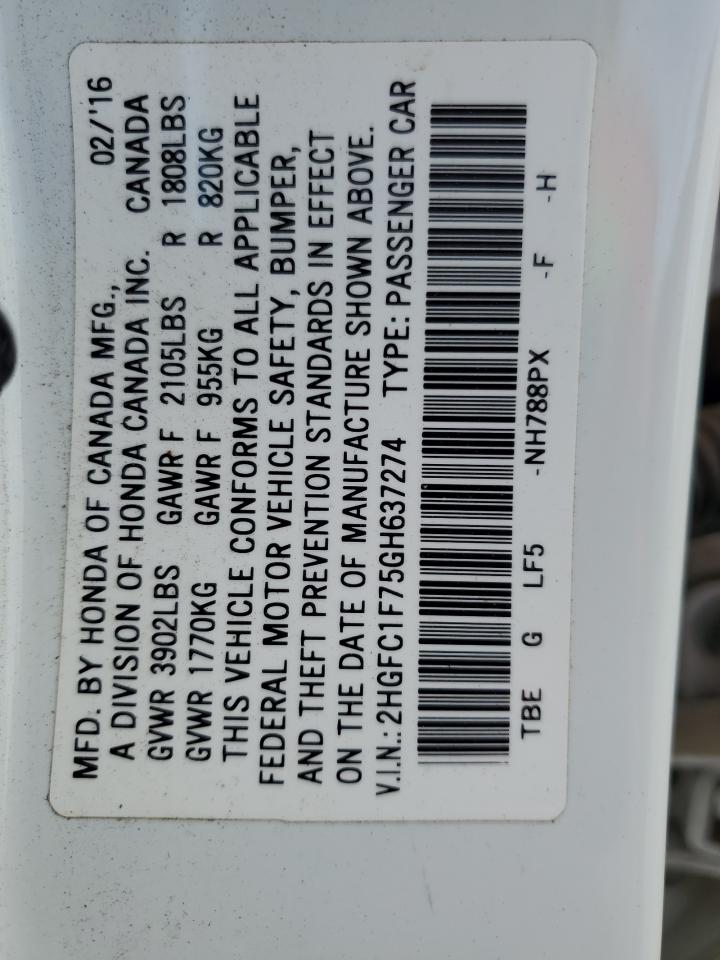 MFD. BY HONDA OF CANADA MFG., 02/'16
A DIVISION OF HONDA CANADA INC. CANADA
GVWR 3902LBS GAWR F 2105LBS R 1808LBS
GVWR 1770KG GAWR F 955KG R 820KG
THIS VEHICLE CONFORMS TO ALL APPLICABLE
FEDERAL MOTOR VEHICLE SAFETY, BUMPER,
AND THEFT PREVENTION STANDARDS IN EFFECT
ON THE DATE OF MANUFACTURE SHOWN ABOVE.
V.I.N.: 2HGFC1F75GH637274 TYPE: PASSENGER CAR
TBE G LF5 -NH788PX -F -H